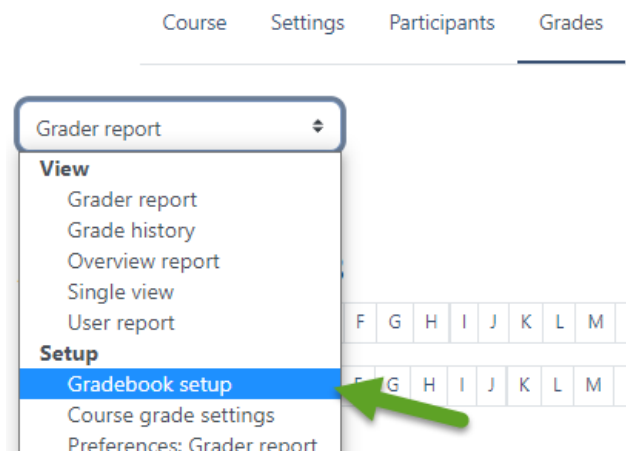 Course Settings Participants Grades
Grader report
View
Grader report
Grade history
Overview report
Single view
User report
F G H I J K L M
Setup
Gradebook setup
G H I J K L M
Course grade settings
Preferences: Grader report